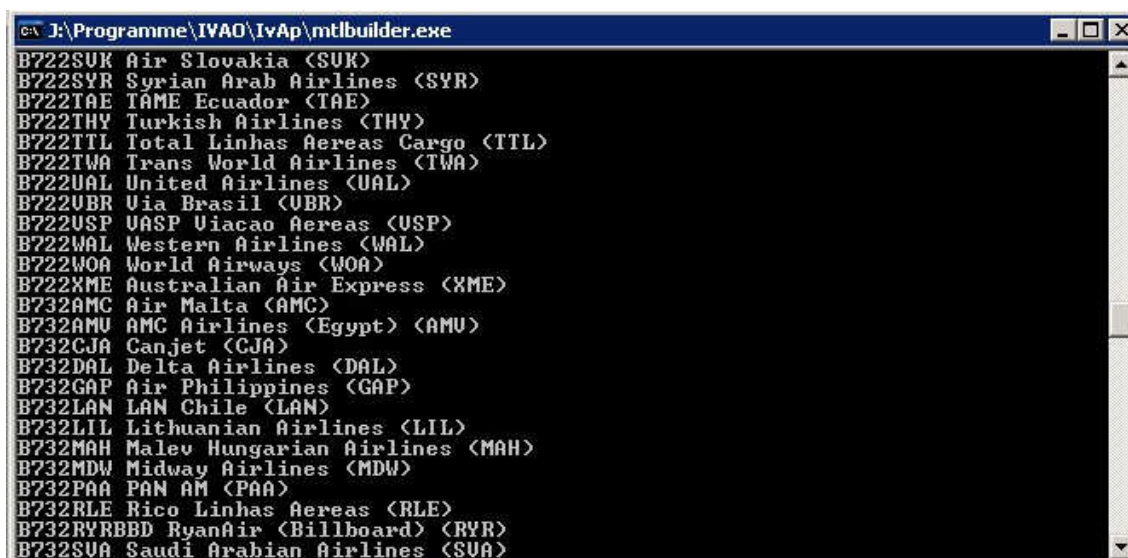 J:\Programme\IVAO\IvAp\mtlbuilder.exe
B722SVK Air Slovakia (SVK)
B722SYR Syrian Arab Airlines (SYR)
B722TAE TAME Ecuador (TAE)
B722THY Turkish Airlines (THY)
B722TTL Total Linhas Aereas Cargo (TTL)
B722TWA Trans World Airlines (TWA)
B722UAL United Airlines (UAL)
B722VBR Via Brasil (VBR)
B722VSP VASP Viacao Aereas (VSP)
B722WAL Western Airlines (WAL)
B722WOA World Airways (WOA)
B722XME Australian Air Express (XME)
B732AMC Air Malta (AMC)
B732AMV AMC Airlines (Egypt) (AMV)
B732CJA Canjet (CJA)
B732DAL Delta Airlines (DAL)
B732GAP Air Philippines (GAP)
B732LAN LAN Chile (LAN)
B732LIL Lithuanian Airlines (LIL)
B732MAH Malev Hungarian Airlines (MAH)
B732MDW Midway Airlines (MDW)
B732PAA PAN AM (PAA)
B732RLE Rico Linhas Aereas (RLE)
B732RYRBBD RyanAir (Billboard) (RYR)
B732SVA Saudi Arabian Airlines (SVA)